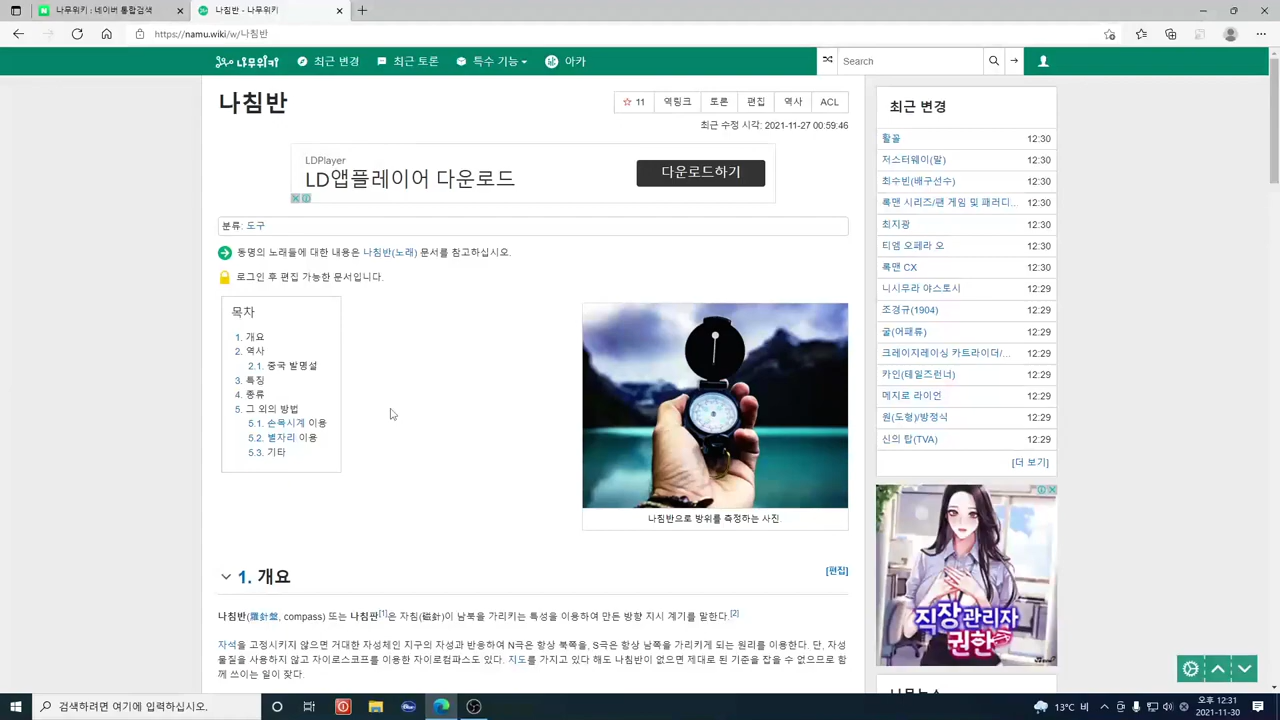 나무위키 : 네이버 통합검색
나침반 - 나무위키
https://namu.wiki/w/나침반
나무위키
최근 변경
최근 토론
특수 기능
아카
Search
나침반
11
역링크
토론
편집
역사
ACL
최근 수정 시각: 2021-11-27 00:59:46
LDPlayer
LD앱플레이어 다운로드
다운로드하기
분류: 도구
동명의 노래들에 대한 내용은 나침반(노래) 문서를 참고하십시오.
로그인 후 편집 가능한 문서입니다.
목차
1. 개요
2. 역사
2.1. 중국 발명설
3. 특징
4. 종류
5. 그 외의 방법
5.1. 손목시계 이용
5.2. 별자리 이용
5.3. 기타
나침반으로 방위를 측정하는 사진.
1. 개요
[편집]
나침반(羅針盤, compass) 또는 나침판[1]은 자침(磁針)이 남북을 가리키는 특성을 이용하여 만든 방향 지시 계기를 말한다.[2]
자석을 고정시키지 않으면 거대한 자성체인 지구의 자성과 반응하여 N극은 항상 북쪽을, S극은 항상 남쪽을 가리키게 되는 원리를 이용한다. 단, 자성
물질을 사용하지 않고 자이로스코프를 이용한 자이로컴파스도 있다. 지도를 가지고 있다 해도 나침반이 없으면 제대로 된 기준을 잡을 수 없으므로 함
께 쓰이는 일이 잦다.
최근 변경
활꼴 12:30
저스터웨이(말) 12:30
최수빈(배구선수) 12:30
록맨 시리즈/팬 게임 및 패러디... 12:30
최지광 12:30
티엠 오페라 오 12:30
록맨 CX 12:30
니시무라 야스토시 12:29
조경규(1904) 12:29
굴(어패류) 12:29
크레이지레이싱 카트라이더/... 12:29
카인(테일즈런너) 12:29
메지로 라이언 12:29
원(도형)/방정식 12:29
신의 탑(TVA) 12:29
[더 보기]
직장관리자
권한
나무뉴스
검색하려면 여기에 입력하십시오.
13°C 비
오후 12:31
2021-11-30